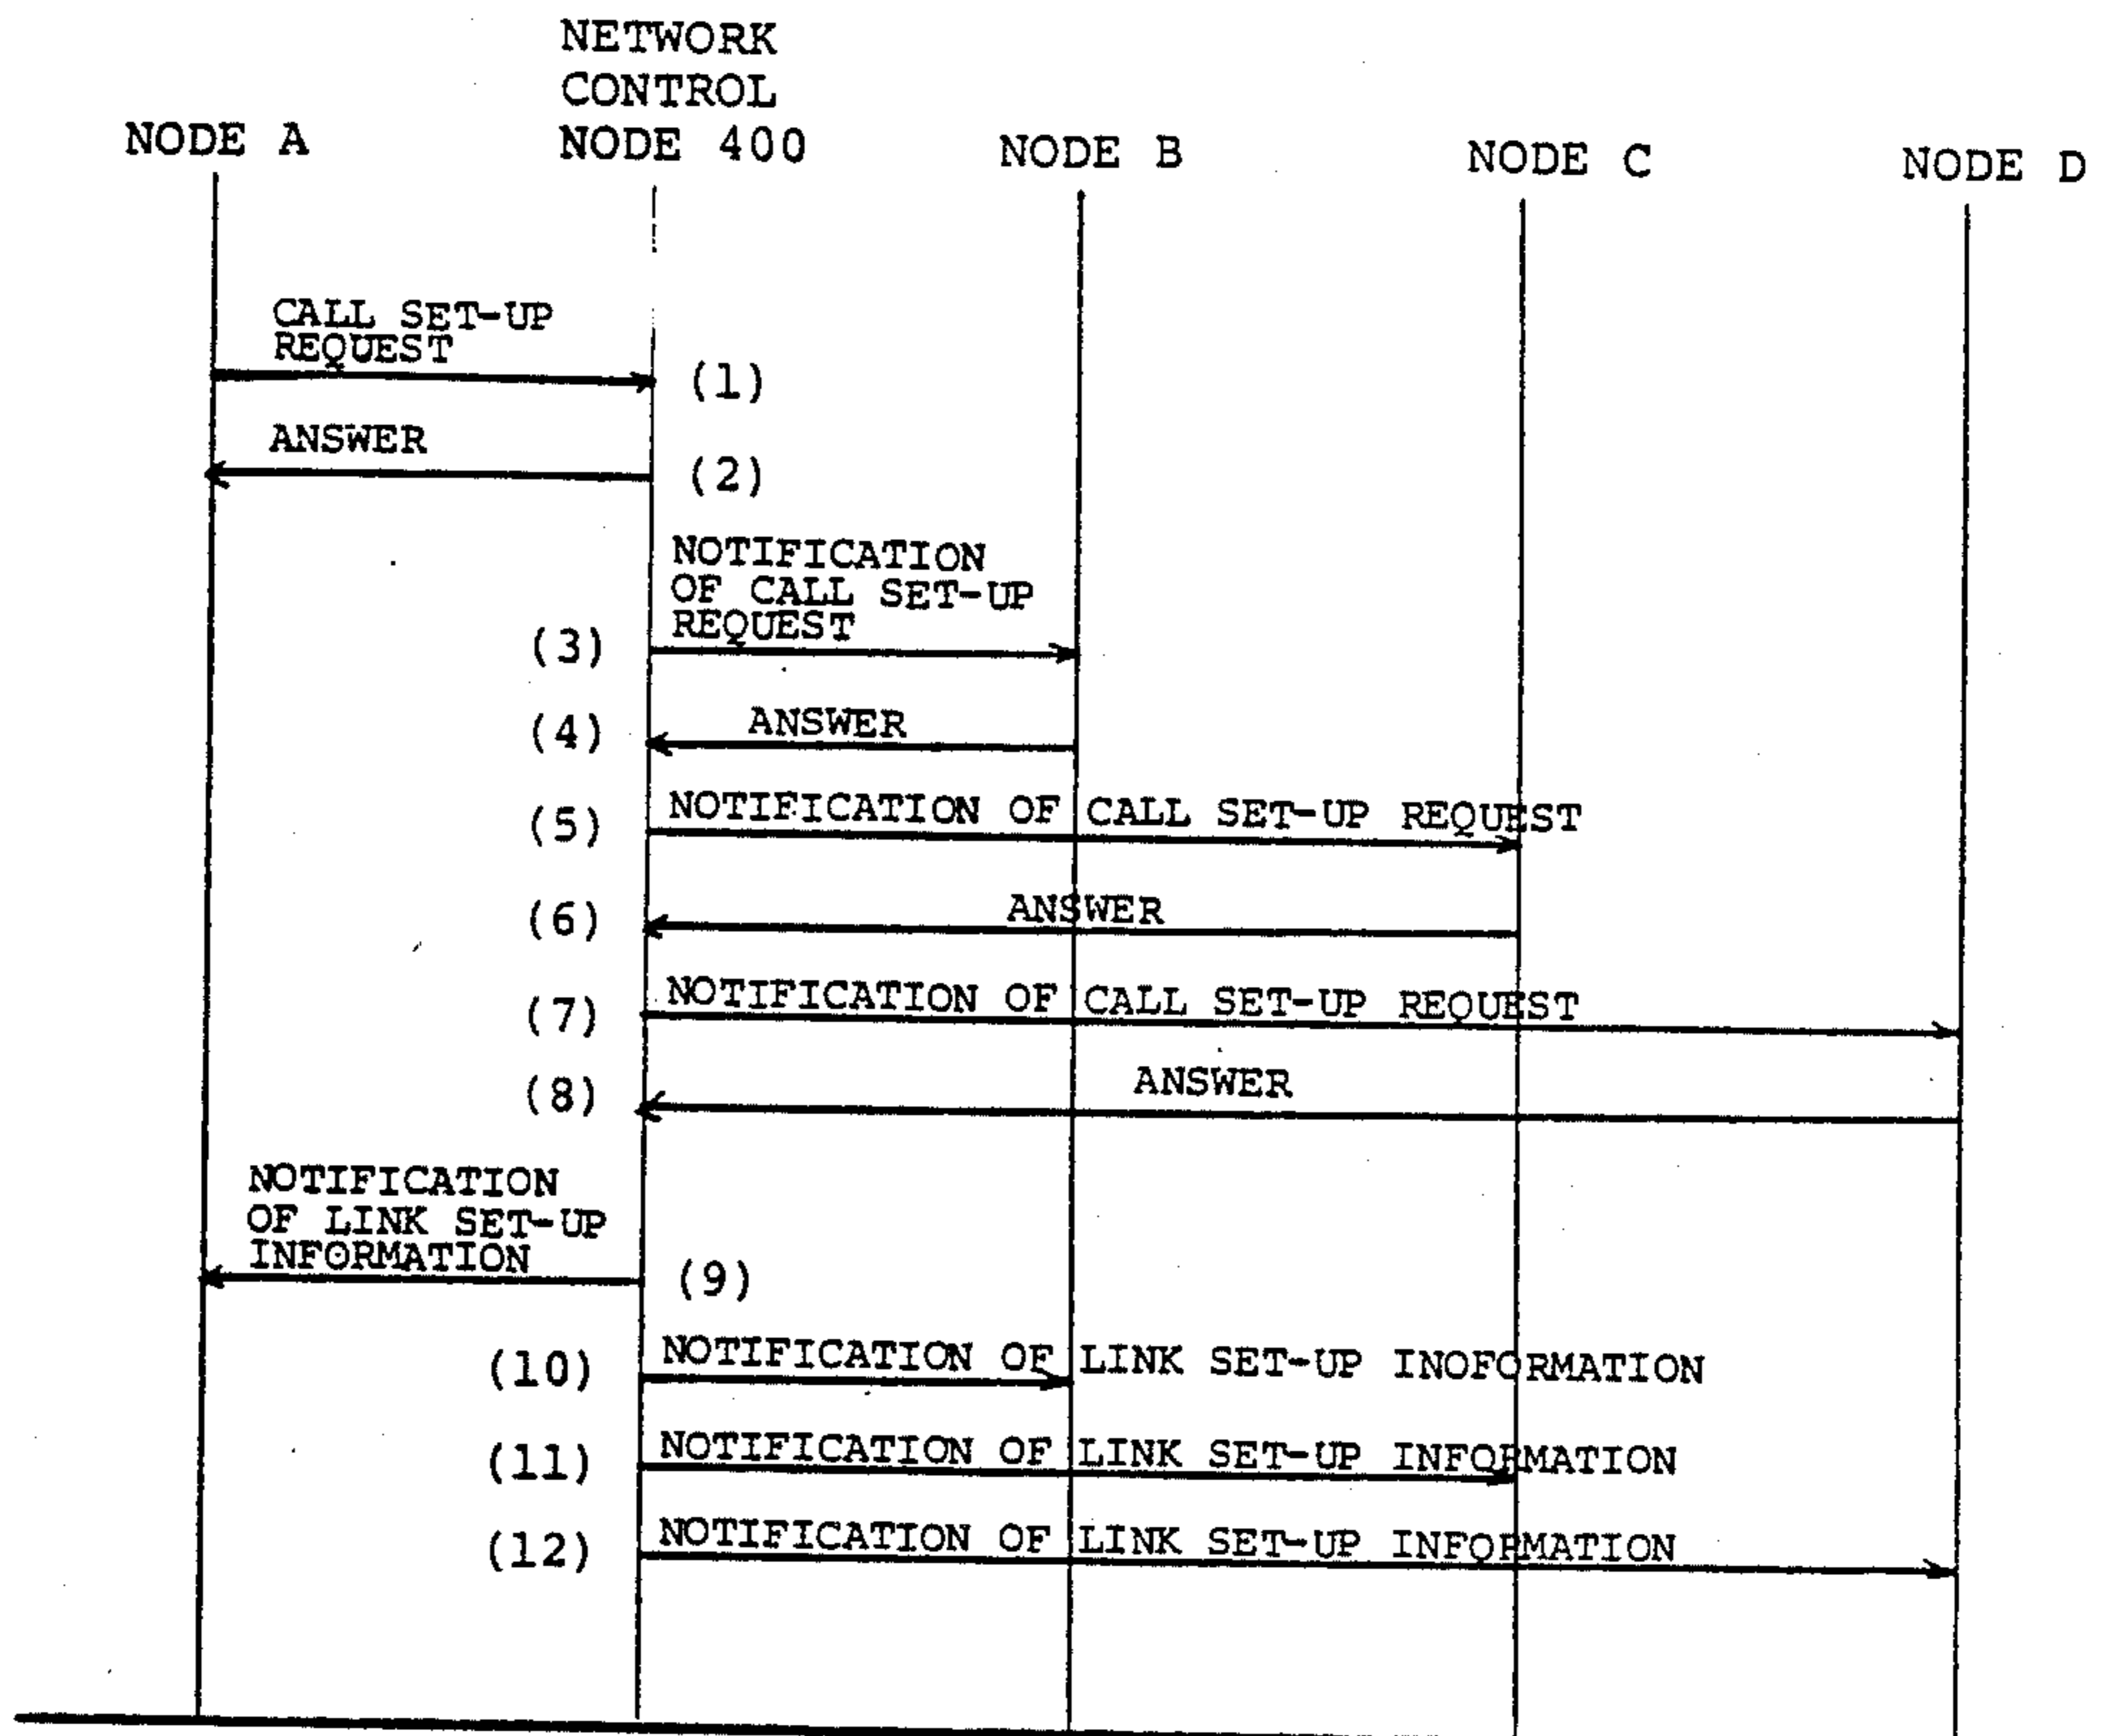 NETWORK
CONTROL
NODE 400
NODE A
NODE B
NODE C
NODE D
CALL SET-UP
REQUEST
(1)
ANSWER
(2)
NOTIFICATION
OF CALL SET-UP
REQUEST
(3)
(4)
ANSWER
(5)
NOTIFICATION OF CALL SET-UP REQUEST
(6)
ANSWER
(7)
NOTIFICATION OF CALL SET-UP REQUEST
(8)
ANSWER
NOTIFICATION
OF LINK SET-UP
INFORMATION
(9)
(10)
NOTIFICATION OF LINK SET-UP INOFORMATION
(11)
NOTIFICATION OF LINK SET-UP INFORMATION
(12)
NOTIFICATION OF LINK SET-UP INFORMATION